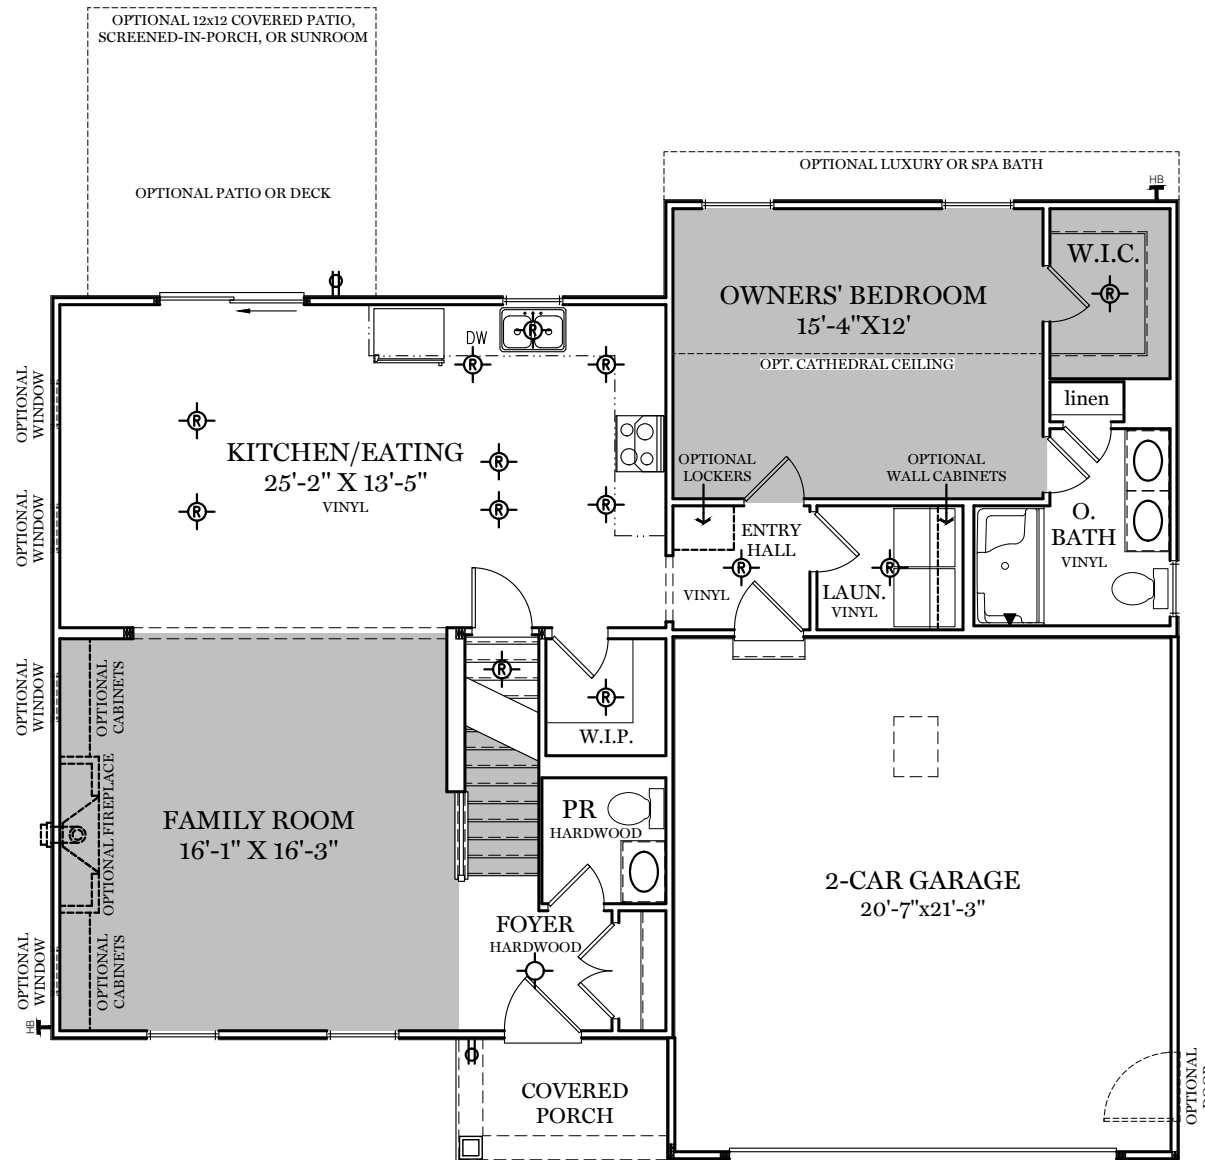 OPTIONAL 12x12 COVERED PATIO,
SCREENED-IN-PORCH, OR SUNROOM
OPTIONAL PATIO OR DECK
OPTIONAL LUXURY OR SPA BATH
HB
W.I.C.
R
OWNERS' BEDROOM
15'-4"X12'
OPT. CATHEDRAL CEILING
linen
DW
R
R
R
OPTIONAL
WINDOW
R
KITCHEN/EATING
25'-2" X 13'-5"
VINYL
R
R
R
R
OPTIONAL
WINDOW
OPTIONAL
LOCKERS
OPTIONAL
WALL CABINETS
ENTRY
HALL
R
VINYL
R
LAUN.
VINYL
O.
BATH
VINYL
OPTIONAL
WINDOW
OPTIONAL
CABINETS
R
R
W.I.P.
OPTIONAL FIREPLACE
FAMILY ROOM
16'-1" X 16'-3"
PR
HARDWOOD
2-CAR GARAGE
20'-7"x21'-3"
FOYER
HARDWOOD
OPTIONAL
WINDOW
OPTIONAL
CABINETS
HB
COVERED
PORCH
OPTIONAL